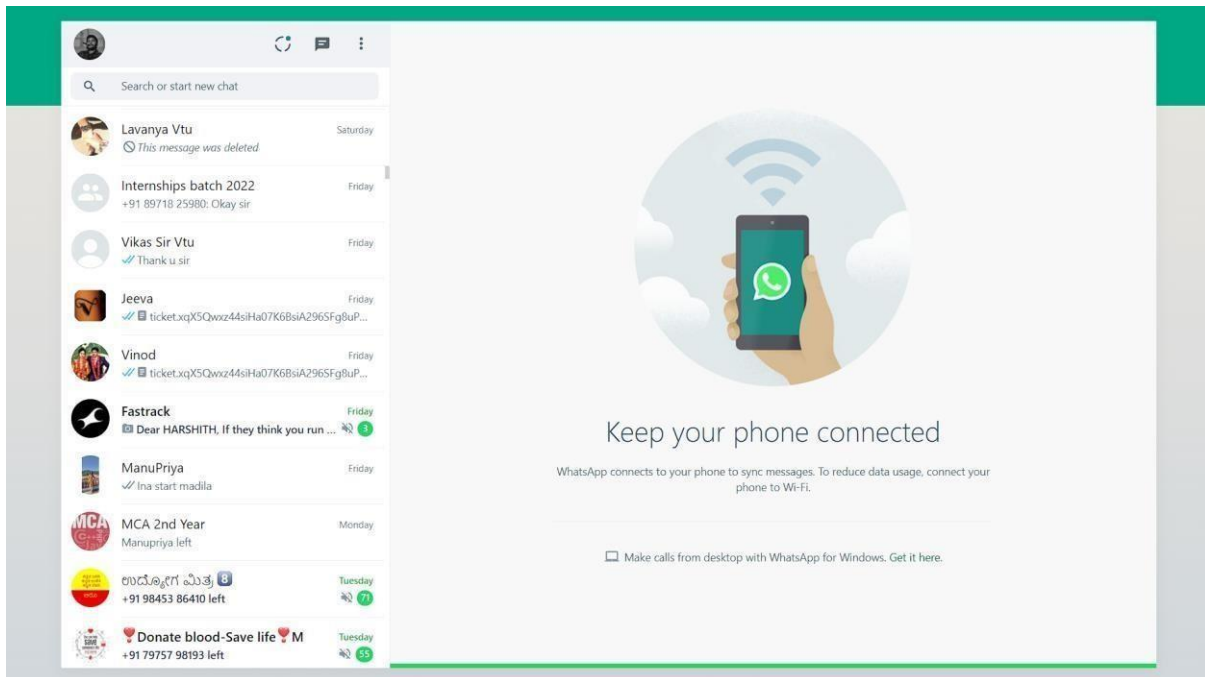 Search or start new chat
Lavanya Vtu Saturday
This message was deleted
Internships batch 2022 Friday
+91 89718 25980: Okay sir
Vikas Sir Vtu Friday
Thank u sir
Jeeva Friday
ticket.xqX5Qwxz44siHa07K6BsiA296SFg8uP...
Vinod Friday
ticket.xqX5Qwxz44siHa07K6BsiA296SFg8uP...
Fastrack Friday
Dear HARSHITH, If they think you run ... 3
ManuPriya Friday
Ina start madila
MCA
C++
MCA 2nd Year Monday
Manupriya left
ಉದ್ಯೋಗ ಮಿತ್ರ 8 Tuesday
+91 98453 86410 left 71
❣Donate blood-Save life❣M Tuesday
+91 79757 98193 left 55
Keep your phone connected
WhatsApp connects to your phone to sync messages. To reduce data usage, connect your
phone to Wi-Fi.
Make calls from desktop with WhatsApp for Windows. Get it here.